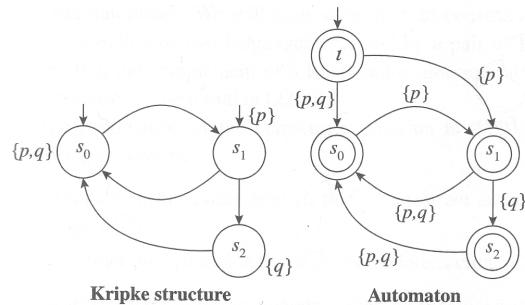 {p,q}
s0
{p}
s1
s2
{q}
Kripke structure
ι
{p}
{p,q}
{p}
s0
s1
{p,q}
{q}
{p,q}
s2
Automaton